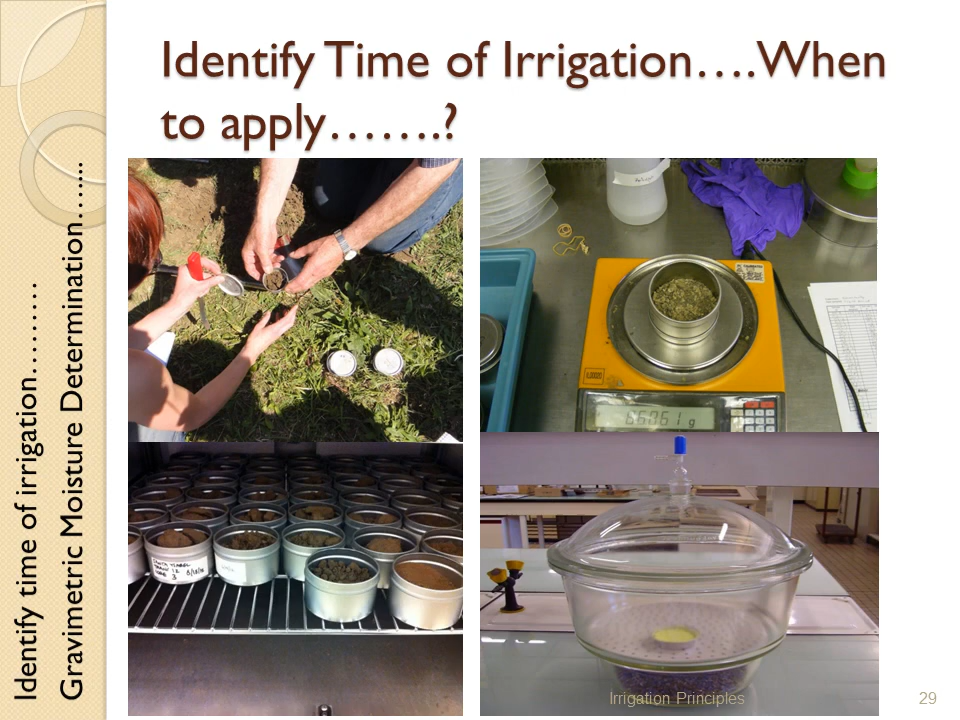 Identify Time of Irrigation….When
to apply…….?
Identify time of irrigation………
Gravimetric Moisture Determination…....
Irrigation Principles
29